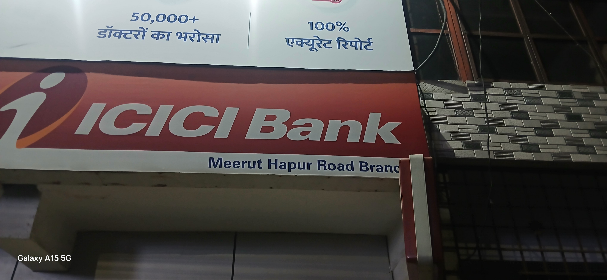 50,000+
डॉक्टरों का भरोसा
100%
एक्यूरेट रिपोर्ट
ICICI Bank
Meerut Hapur Road Branc
Galaxy A15 5G